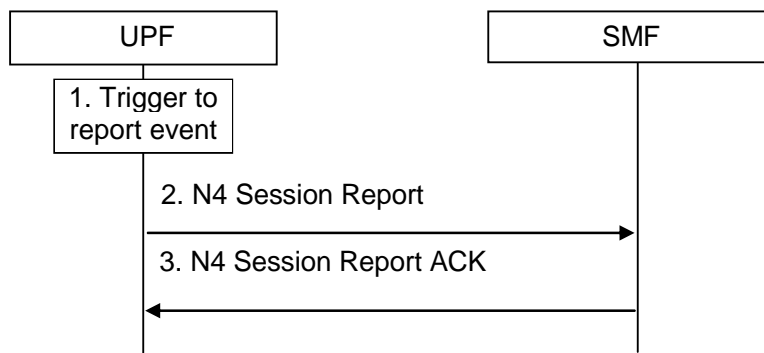 UPF
SMF
1. Trigger to
report event
2. N4 Session Report
3. N4 Session Report ACK